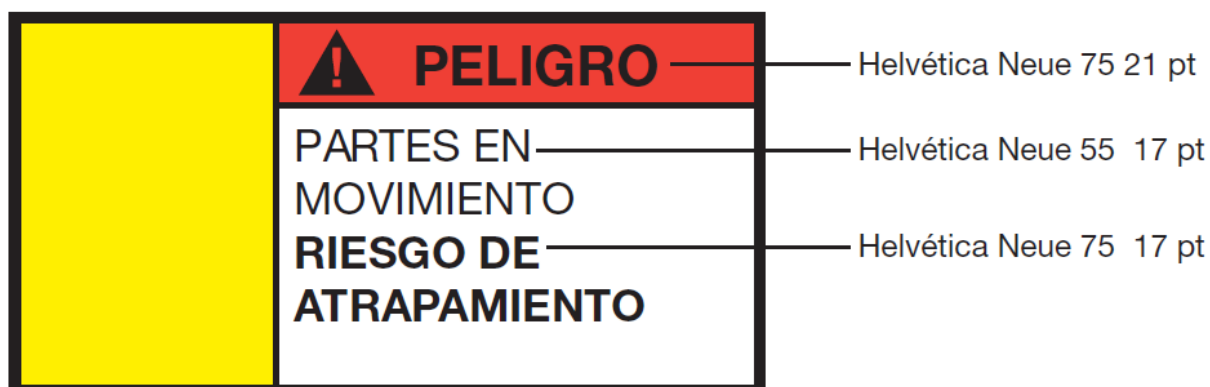 PELIGRO
Helvética Neue 75 21 pt
PARTES EN
Helvética Neue 55 17 pt
MOVIMIENTO
RIESGO DE
Helvética Neue 75 17 pt
ATRAPAMIENTO